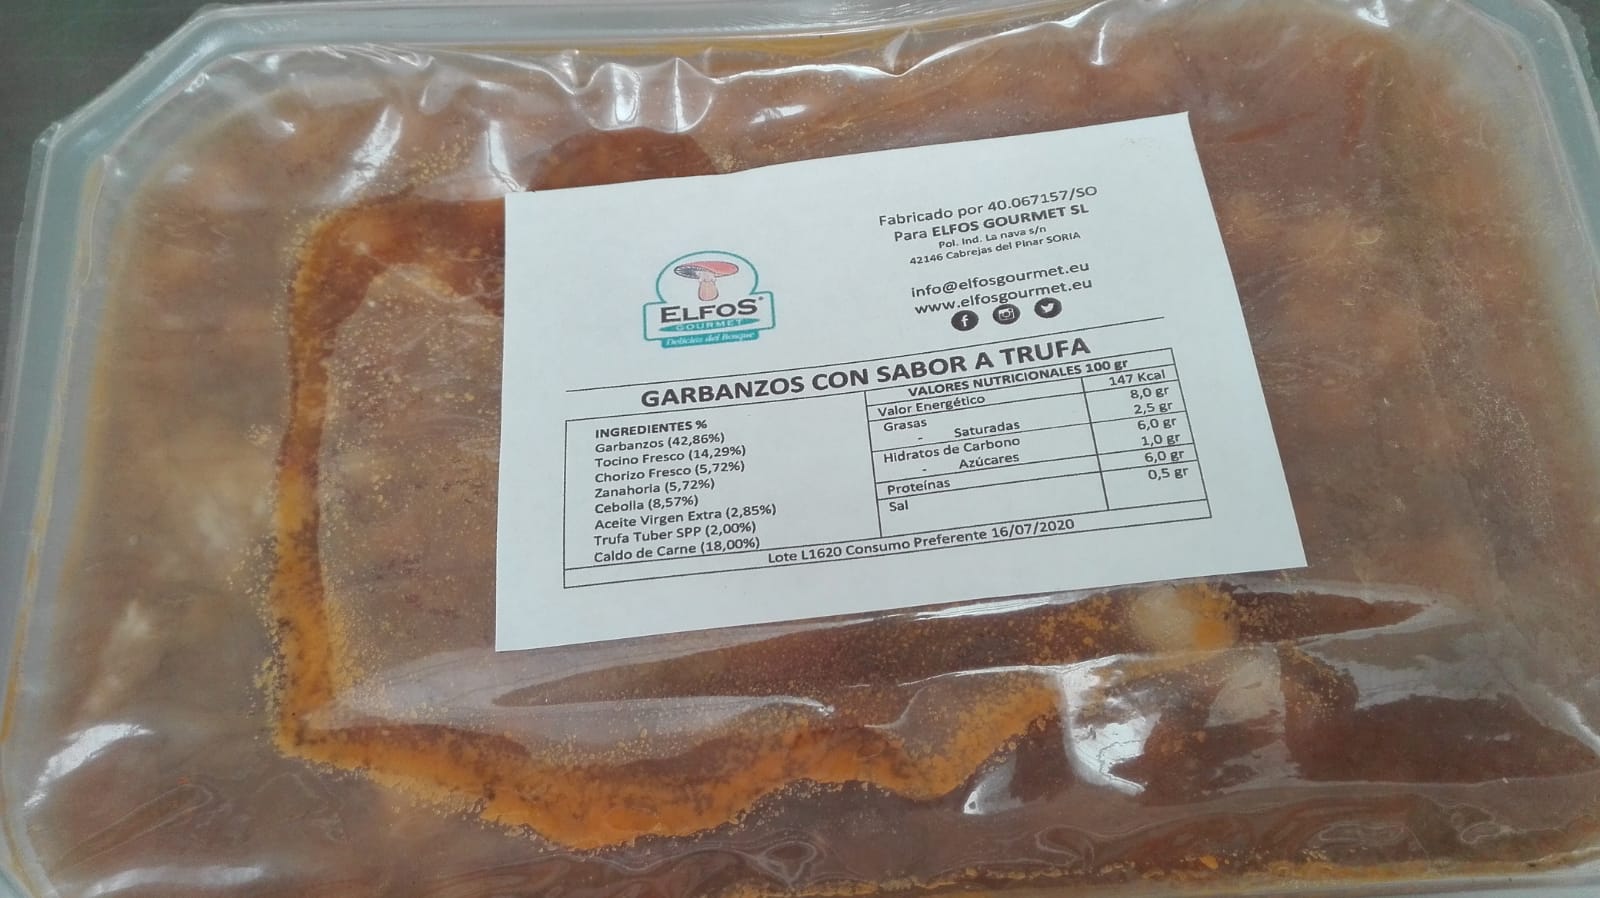 Fabricado por 40.067157/SO
Para ELFOS GOURMET SL
Pol. Ind. La nava s/n
42146 Cabrejas del Pinar SORIA
info@elfosgourmet.eu
www.elfosgourmet.eu
ELFOS
GOURMET
Delicias del Bosque
GARBANZOS CON SABOR A TRUFA
INGREDIENTES %
Garbanzos (42,86%)
Tocino Fresco (14,29%)
Chorizo Fresco (5,72%)
Zanahoria (5,72%)
Cebolla (8,57%)
Aceite Virgen Extra (2,85%)
Trufa Tuber SPP (2,00%)
Caldo de Carne (18,00%)
VALORES NUTRICIONALES 100 gr
Valor Energético 147 Kcal
Grasas 8,0 gr
- Saturadas 2,5 gr
Hidratos de Carbono 6,0 gr
- Azúcares 1,0 gr
Proteínas 6,0 gr
Sal 0,5 gr
Lote L1620 Consumo Preferente 16/07/2020